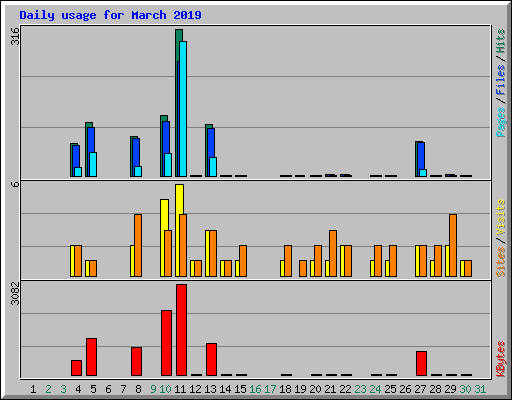 Daily usage for March 2019
316
6
3082
Pages / Files / Hits
Sites / Visits
KBytes
1 2 3 4 5 6 7 8 9 10 11 12 13 14 15 16 17 18 19 20 21 22 23 24 25 26 27 28 29 30 31